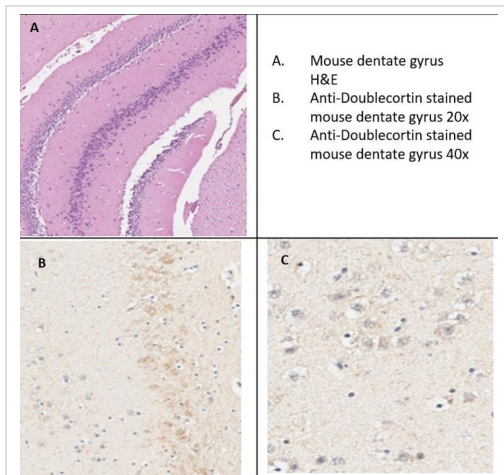 A
A. Mouse dentate gyrus
H&E
B. Anti-Doublecortin stained
mouse dentate gyrus 20x
C. Anti-Doublecortin stained
mouse dentate gyrus 40x
B
C